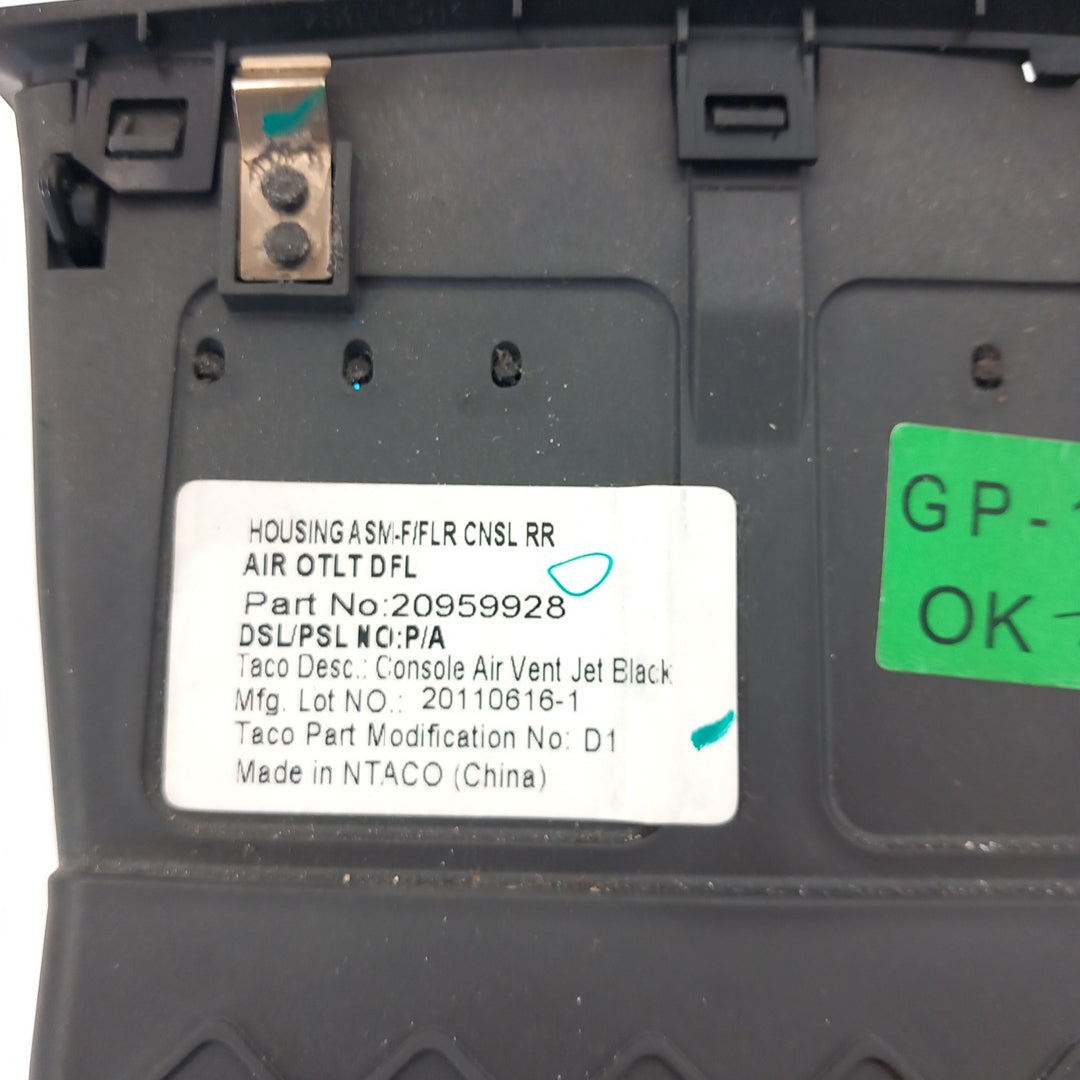 HOUSING ASM-F/FLR CNSL RR
AIR OTLT DFL
Part No:20959928
DSL/PSL NO:P/A
Taco Desc.: Console Air Vent Jet Black
Mfg. Lot NO.: 20110616-1
Taco Part Modification No: D1
Made in NTACO (China)
GP-1
OK